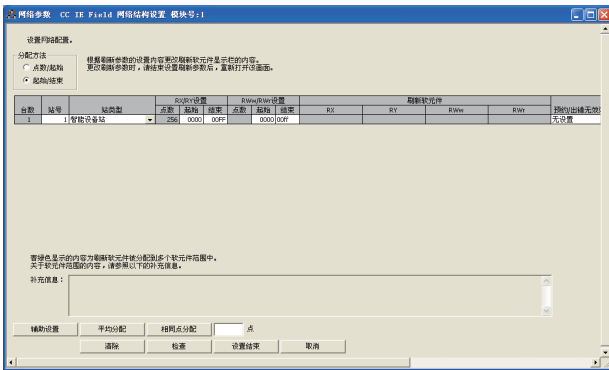 网络参数 CC IE Field 网络结构设置 模块号:1
设置网络配置。
分配方法
点数/起始
起始/结束
根据刷新参数的设置内容更改刷新软元件显示栏的内容。
更改刷新参数时，请结束设置刷新参数后，重新打开该画面。
台数 站号 站类型 RX/RY设置 RWw/RWr设置 刷新软元件 预约/出错无效
点数 起始 结束 点数 起始 结束 RX RY RWw RWr
1 1 智能设备站 256 0000 00FF 0000 00ff 无设置
青绿色显示的内容为刷新软元件被分配到多个软元件范围中。
关于软元件范围的内容，请参照以下的补充信息。
补充信息：
辅助设置 平均分配 相同点分配 点
清除 检查 设置结束 取消